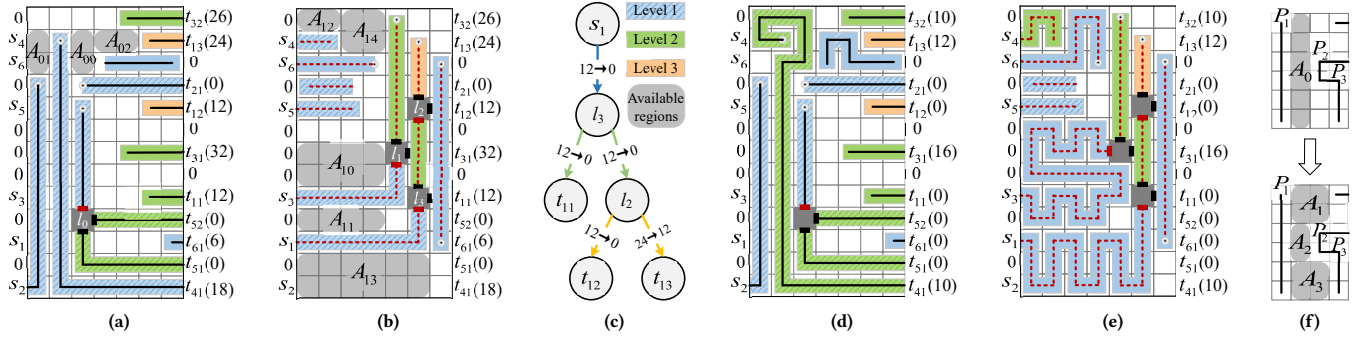 0
s4
s6
0
s5
0
0
s3
0
s1
0
s2
A01
A00
A02
l0
t32(26)
t13(24)
0
t21(0)
t12(12)
0
t31(32)
t11(12)
t52(0)
t61(6)
t51(0)
t41(18)
(a)
0
s4
s6
0
s5
0
0
s3
0
s1
0
s2
A12
A14
A10
A11
A13
l2
l3
t32(26)
t13(24)
0
t21(0)
t12(12)
0
t31(32)
t11(12)
t52(0)
t61(6)
t51(0)
t41(18)
(b)
s1
12→0
l3
12→0
12→0
t11
l2
12→0
24→12
t12
t13
Level 1
Level 2
Level 3
Available
regions
(c)
t32(10)
t13(12)
0
t21(0)
t12(0)
0
t31(16)
t11(0)
t52(0)
t61(0)
t51(0)
t41(10)
0
s4
s6
0
s5
0
0
s3
0
s1
0
s2
(d)
0
s4
s6
0
s5
0
0
s3
0
s1
0
s2
t32(10)
t13(12)
0
t21(0)
t12(0)
0
t31(16)
t11(0)
t52(0)
t61(0)
t51(0)
t41(10)
(e)
P1
P2
P3
A0
P1
A1
P2
P3
A2
A3
(f)